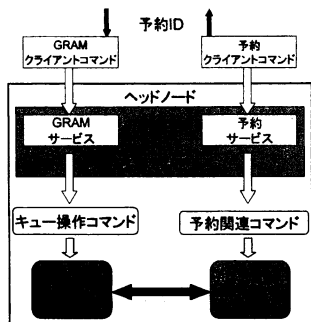 予約ID
GRAM
クライアントコマンド
予約
クライアントコマンド
ヘッドノード
GRAM
サービス
予約
サービス
キュー操作コマンド
予約関連コマンド